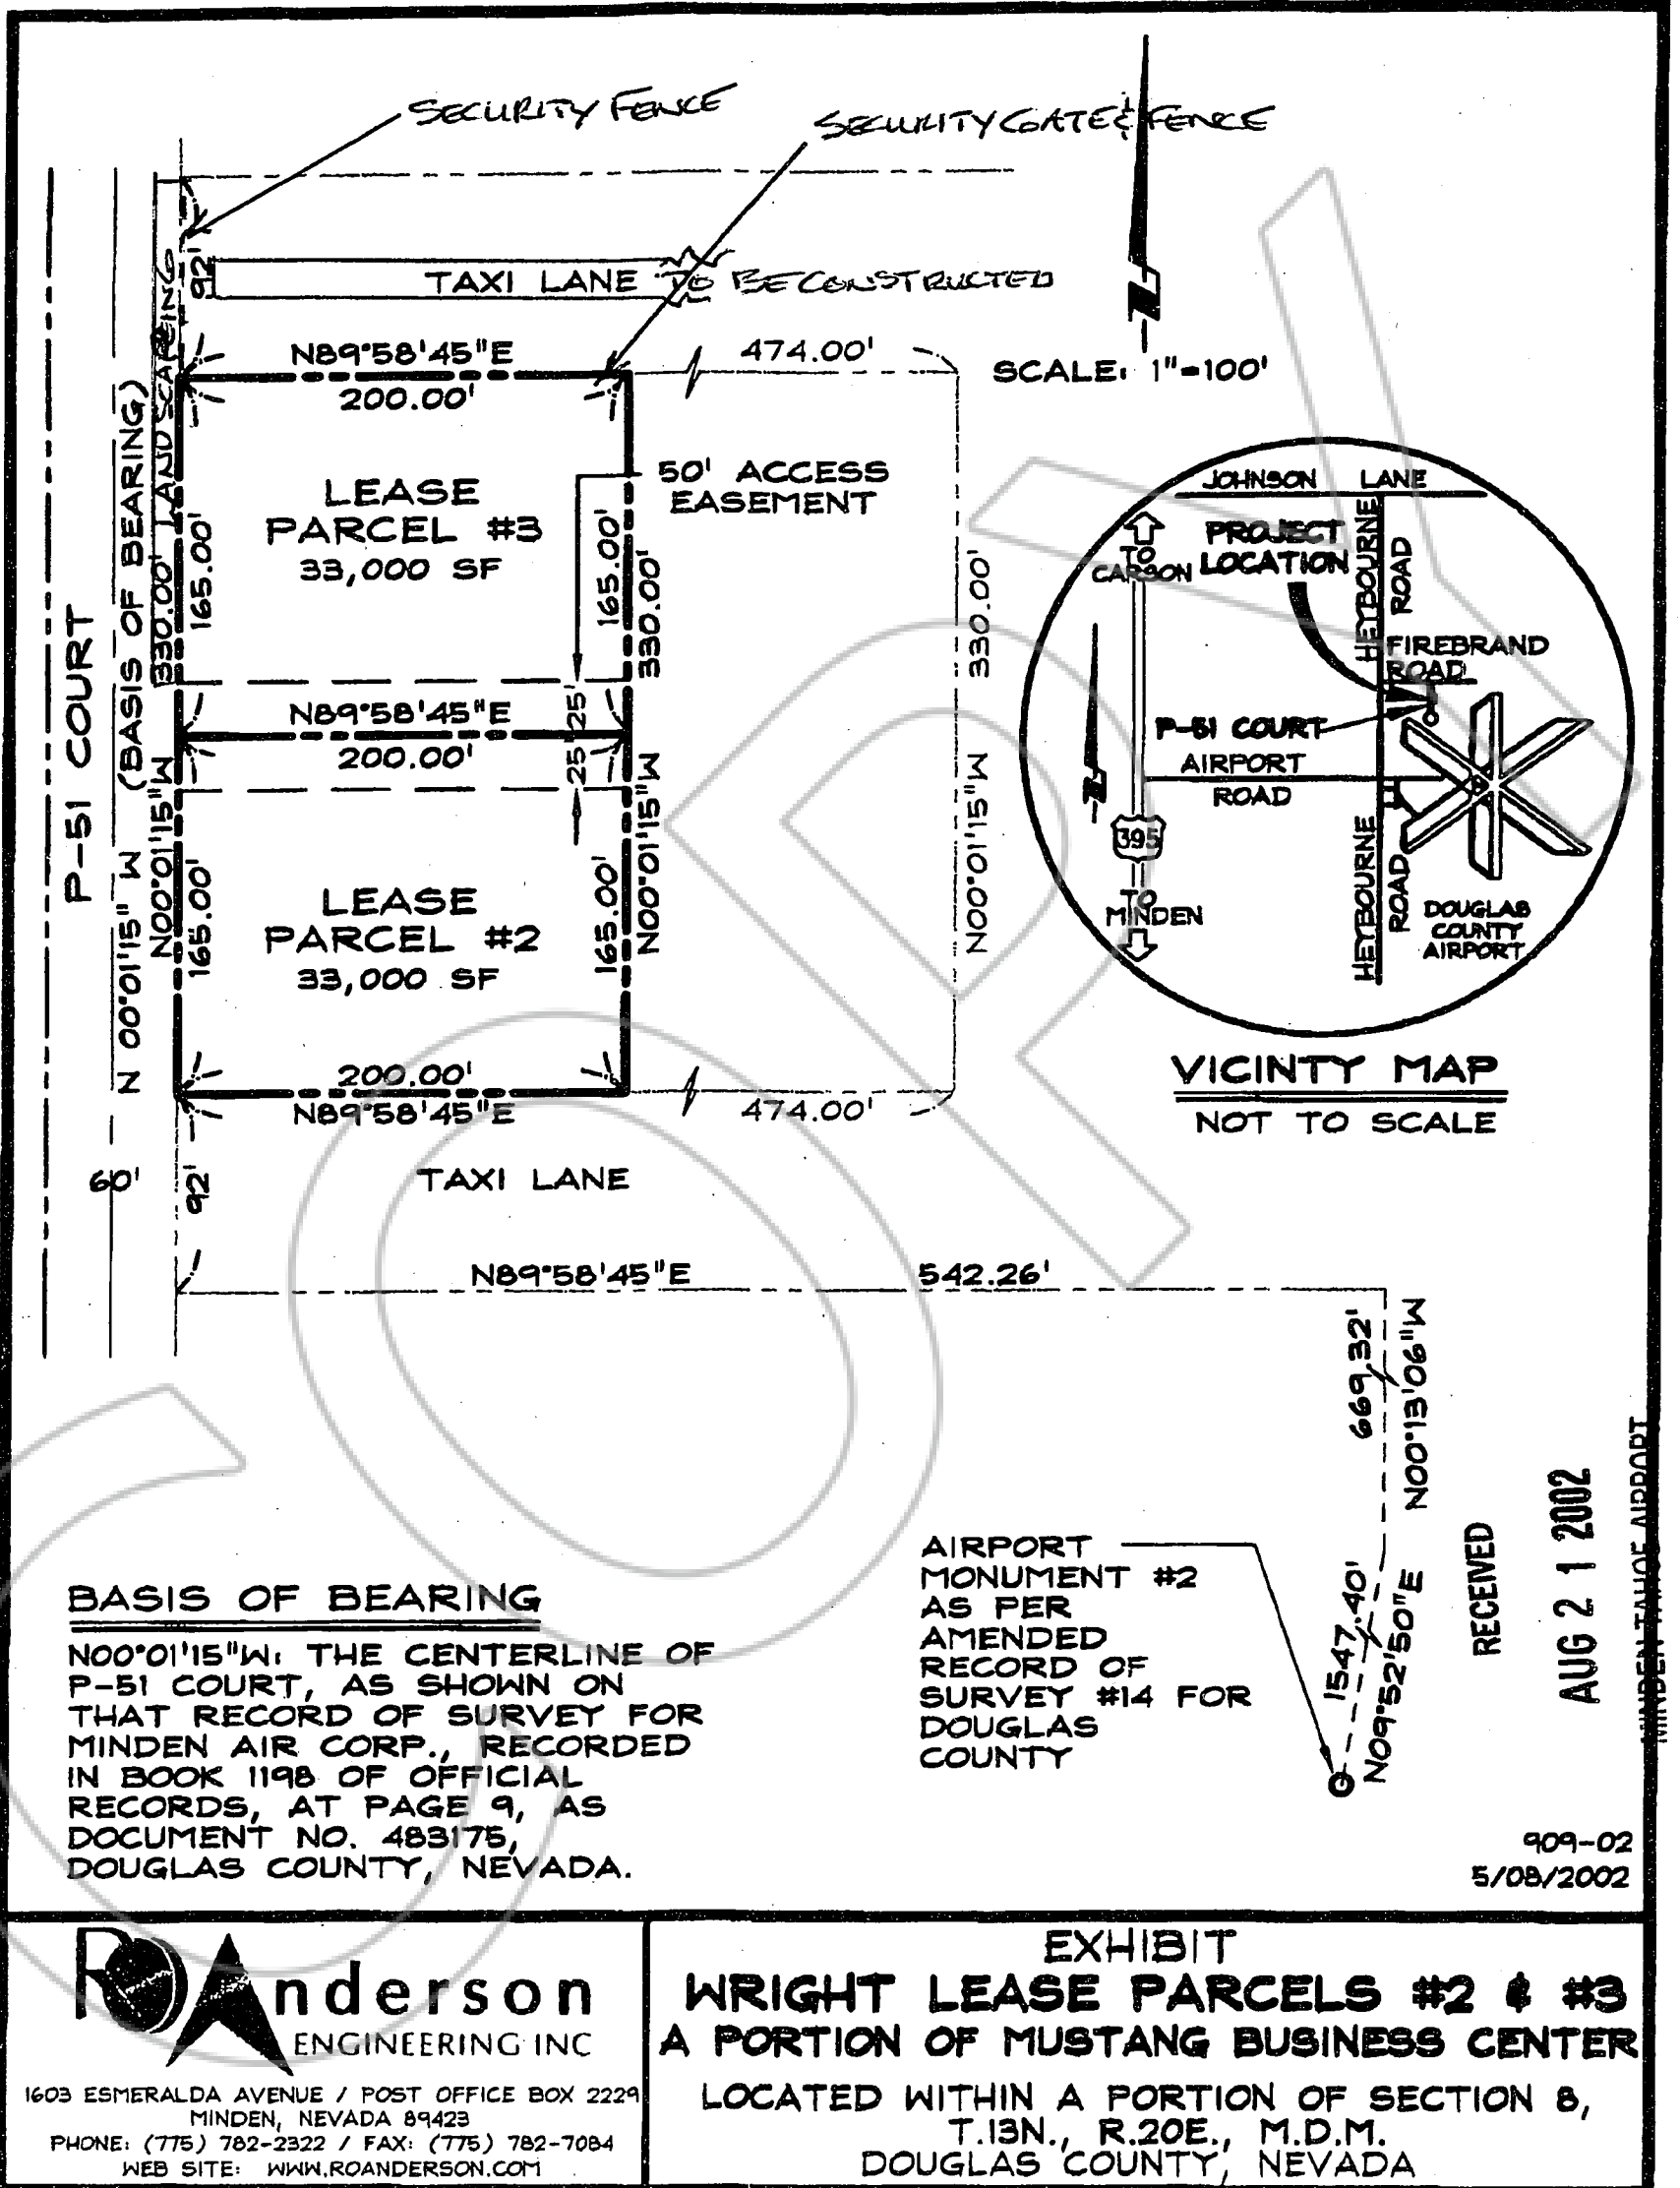 SECURITY FENCE
SECURITY GATE & FENCE
92'
TAXI LANE TO BE CONSTRUCTED
LANDSCAPEING
N89°58'45"E
200.00'
474.00'
SCALE: 1"=100'
LEASE
PARCEL #3
33,000 SF
50' ACCESS
EASEMENT
P-51 COURT
N 00°01'15" W (BASIS OF BEARING)
N00°01'15"W 330.00'
165.00'
165.00'
N00°01'15"W 330.00'
N00°01'15"W 330.00'
N89°58'45"E
200.00'
25' 25'
LEASE
PARCEL #2
33,000 SF
165.00'
165.00'
200.00'
N89°58'45"E
474.00'
60'
92'
TAXI LANE
N89°58'45"E 542.26'
JOHNSON LANE
PROJECT
LOCATION
TO
CARSON
HEYBOURNE
ROAD
FIREBRAND
ROAD
P-51 COURT
AIRPORT
ROAD
395
TO
MINDEN
HEYBOURNE
ROAD
DOUGLAS
COUNTY
AIRPORT
VICINTY MAP
NOT TO SCALE
669.32'
N00°13'06"W
1547.40'
N09°52'50"E
AIRPORT
MONUMENT #2
AS PER
AMENDED
RECORD OF
SURVEY #14 FOR
DOUGLAS
COUNTY
RECEIVED
AUG 21 2002
MINDEN-TAHOE AIRPORT
BASIS OF BEARING
N00°01'15"W: THE CENTERLINE OF
P-51 COURT, AS SHOWN ON
THAT RECORD OF SURVEY FOR
MINDEN AIR CORP., RECORDED
IN BOOK 1198 OF OFFICIAL
RECORDS, AT PAGE 9, AS
DOCUMENT NO. 483175,
DOUGLAS COUNTY, NEVADA.
909-02
5/08/2002
ROAnderson
ENGINEERING INC
1603 ESMERALDA AVENUE / POST OFFICE BOX 2229
MINDEN, NEVADA 89423
PHONE: (775) 782-2322 / FAX: (775) 782-7084
WEB SITE: WWW.ROANDERSON.COM
EXHIBIT
WRIGHT LEASE PARCELS #2 & #3
A PORTION OF MUSTANG BUSINESS CENTER
LOCATED WITHIN A PORTION OF SECTION 8,
T.13N., R.20E., M.D.M.
DOUGLAS COUNTY, NEVADA
COPY